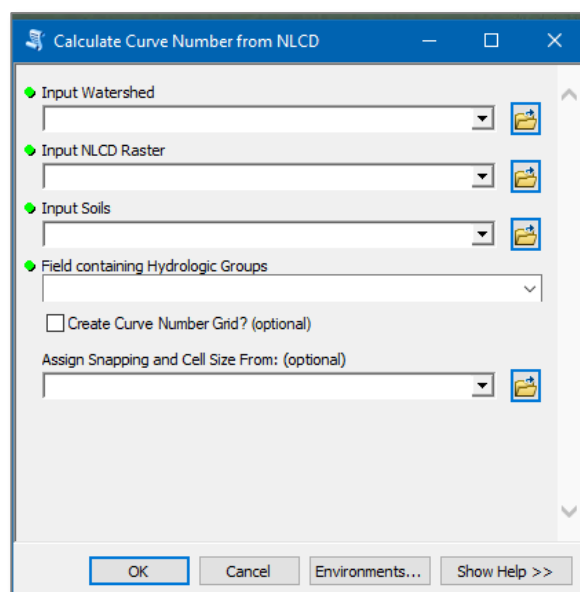 Calculate Curve Number from NLCD
Input Watershed
Input NLCD Raster
Input Soils
Field containing Hydrologic Groups
Create Curve Number Grid? (optional)
Assign Snapping and Cell Size From: (optional)
OK Cancel Environments... Show Help >>